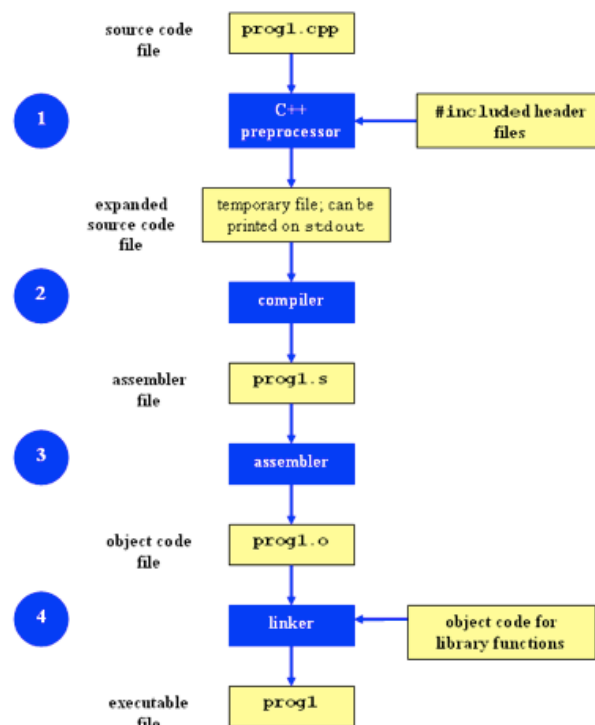 source code
file
prog1.cpp
1
C++
preprocessor
#included header
files
expanded
source code
file
temporary file; can be
printed on stdout
2
compiler
assembler
file
prog1.s
3
assembler
object code
file
prog1.o
4
linker
object code for
library functions
executable
file
prog1